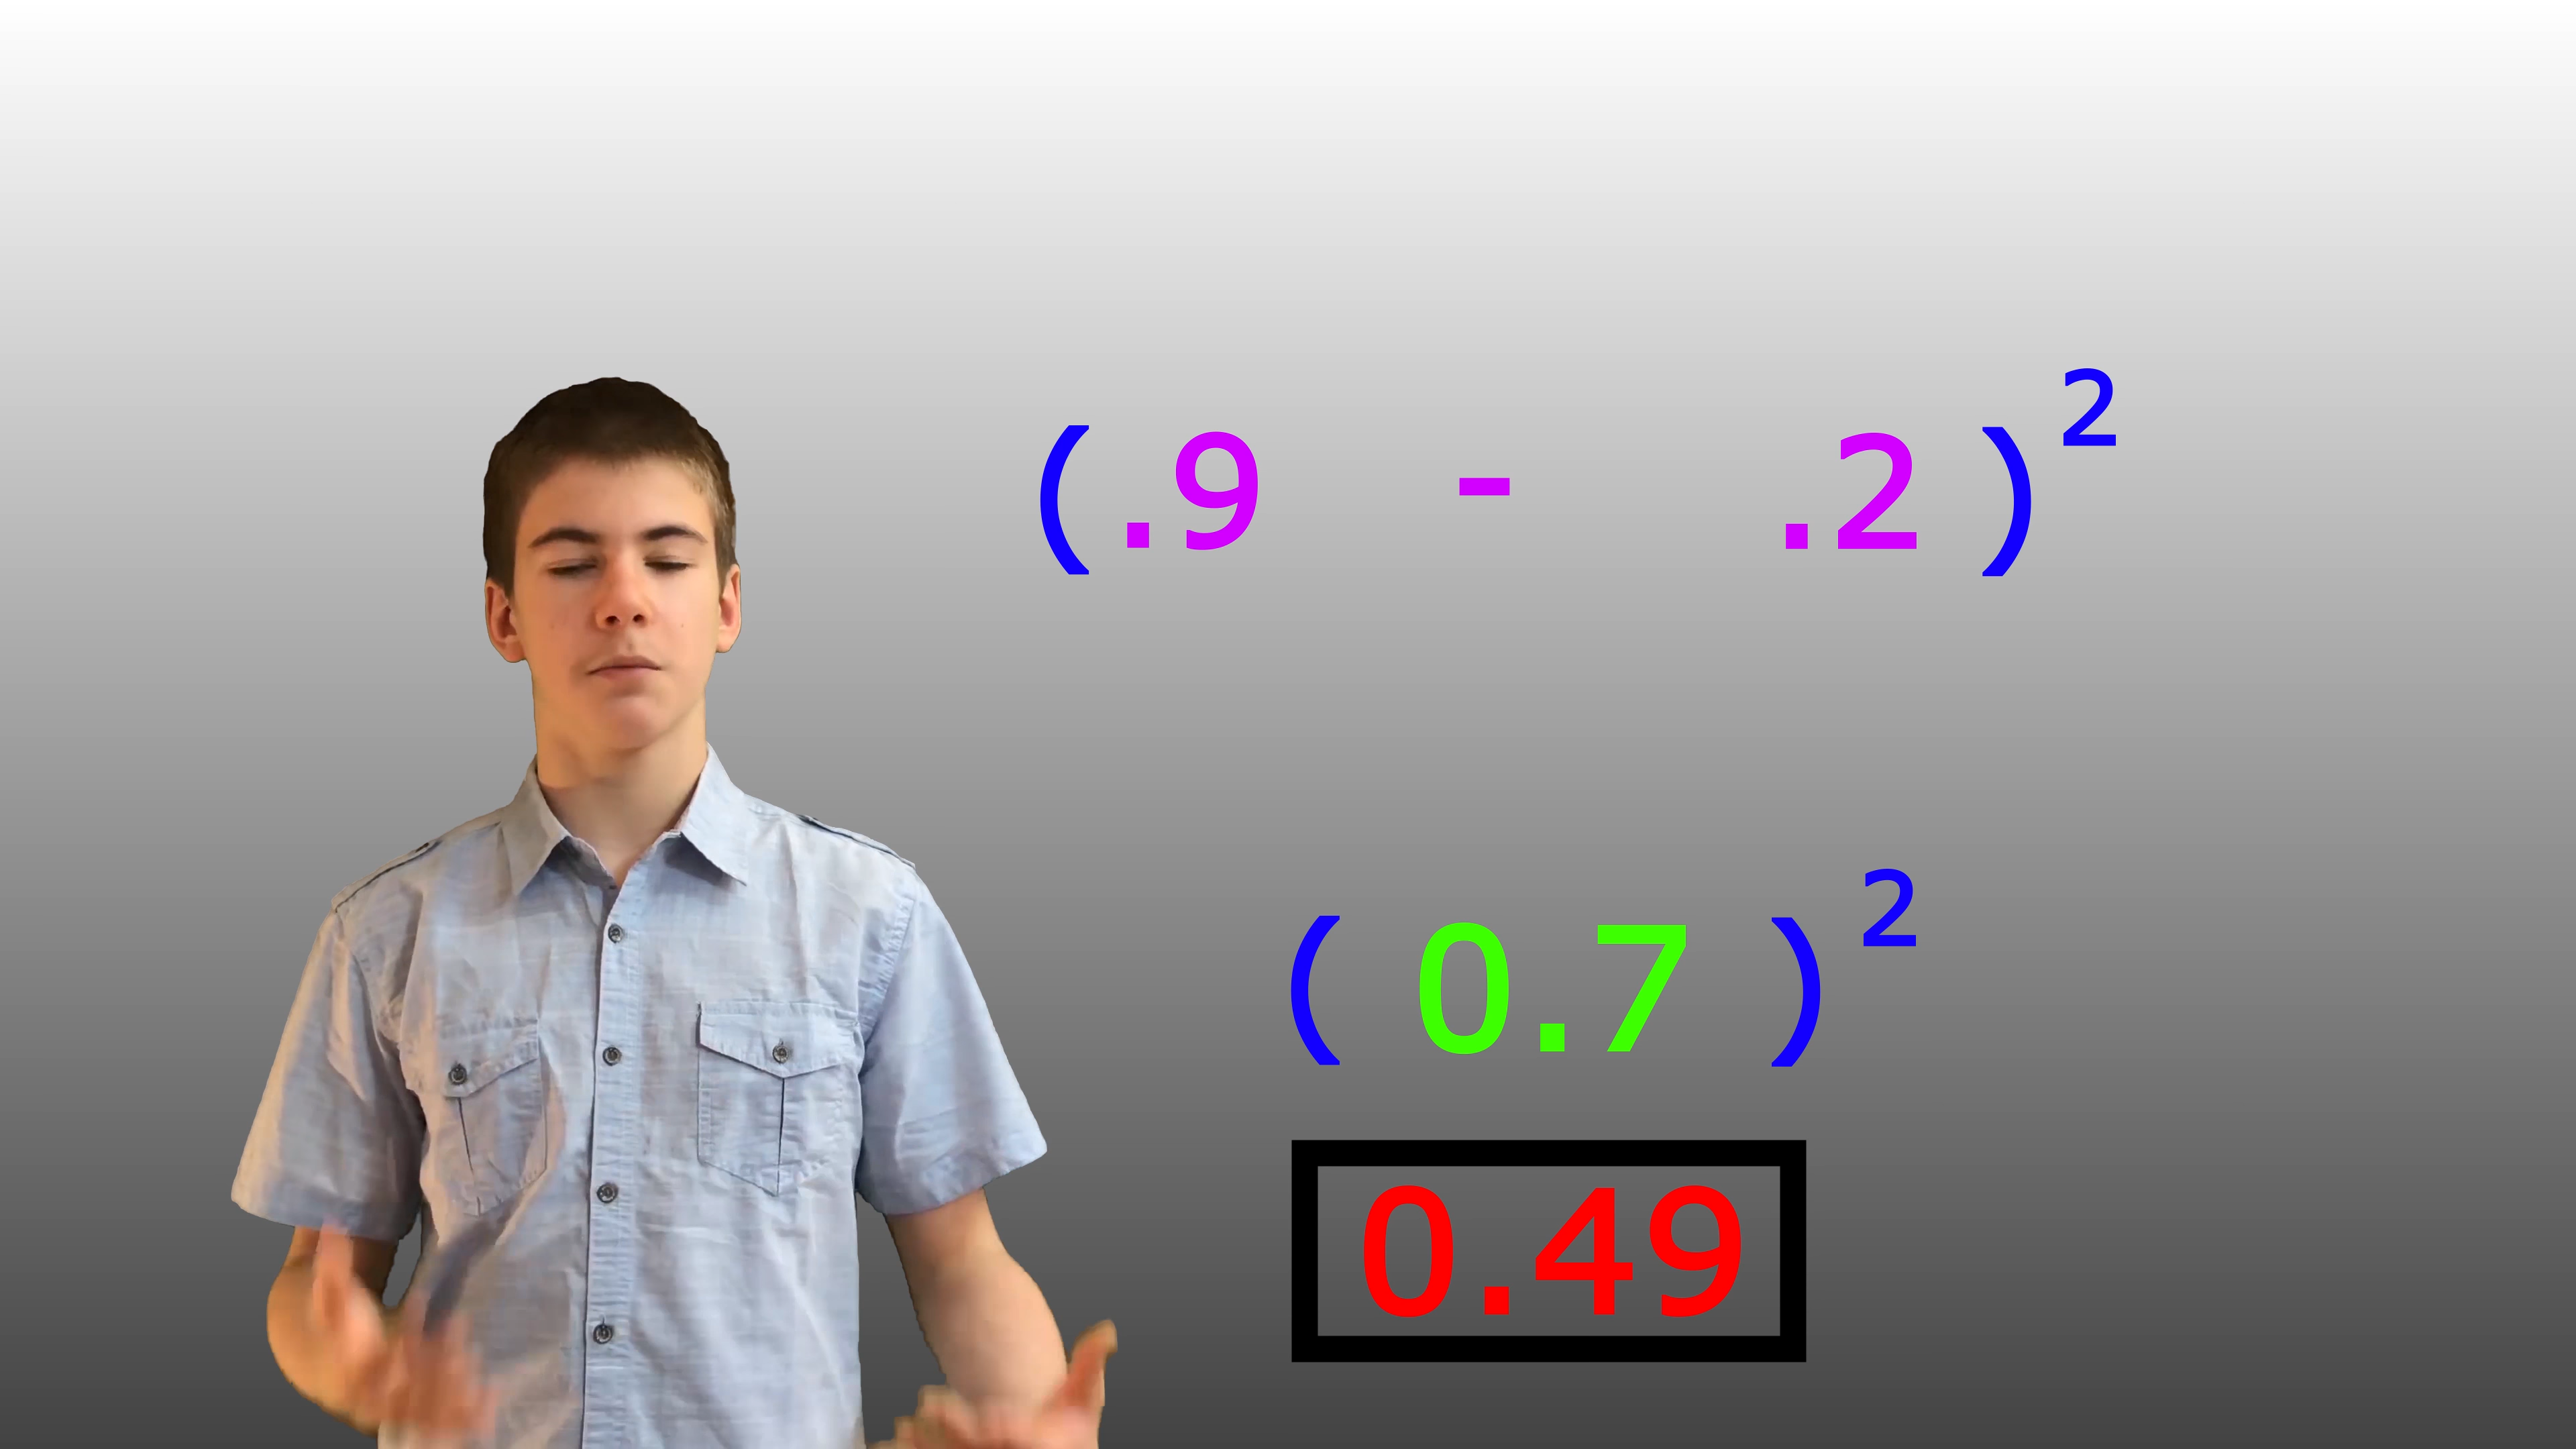 (.9 - .2)²
(0.7)²
0.49